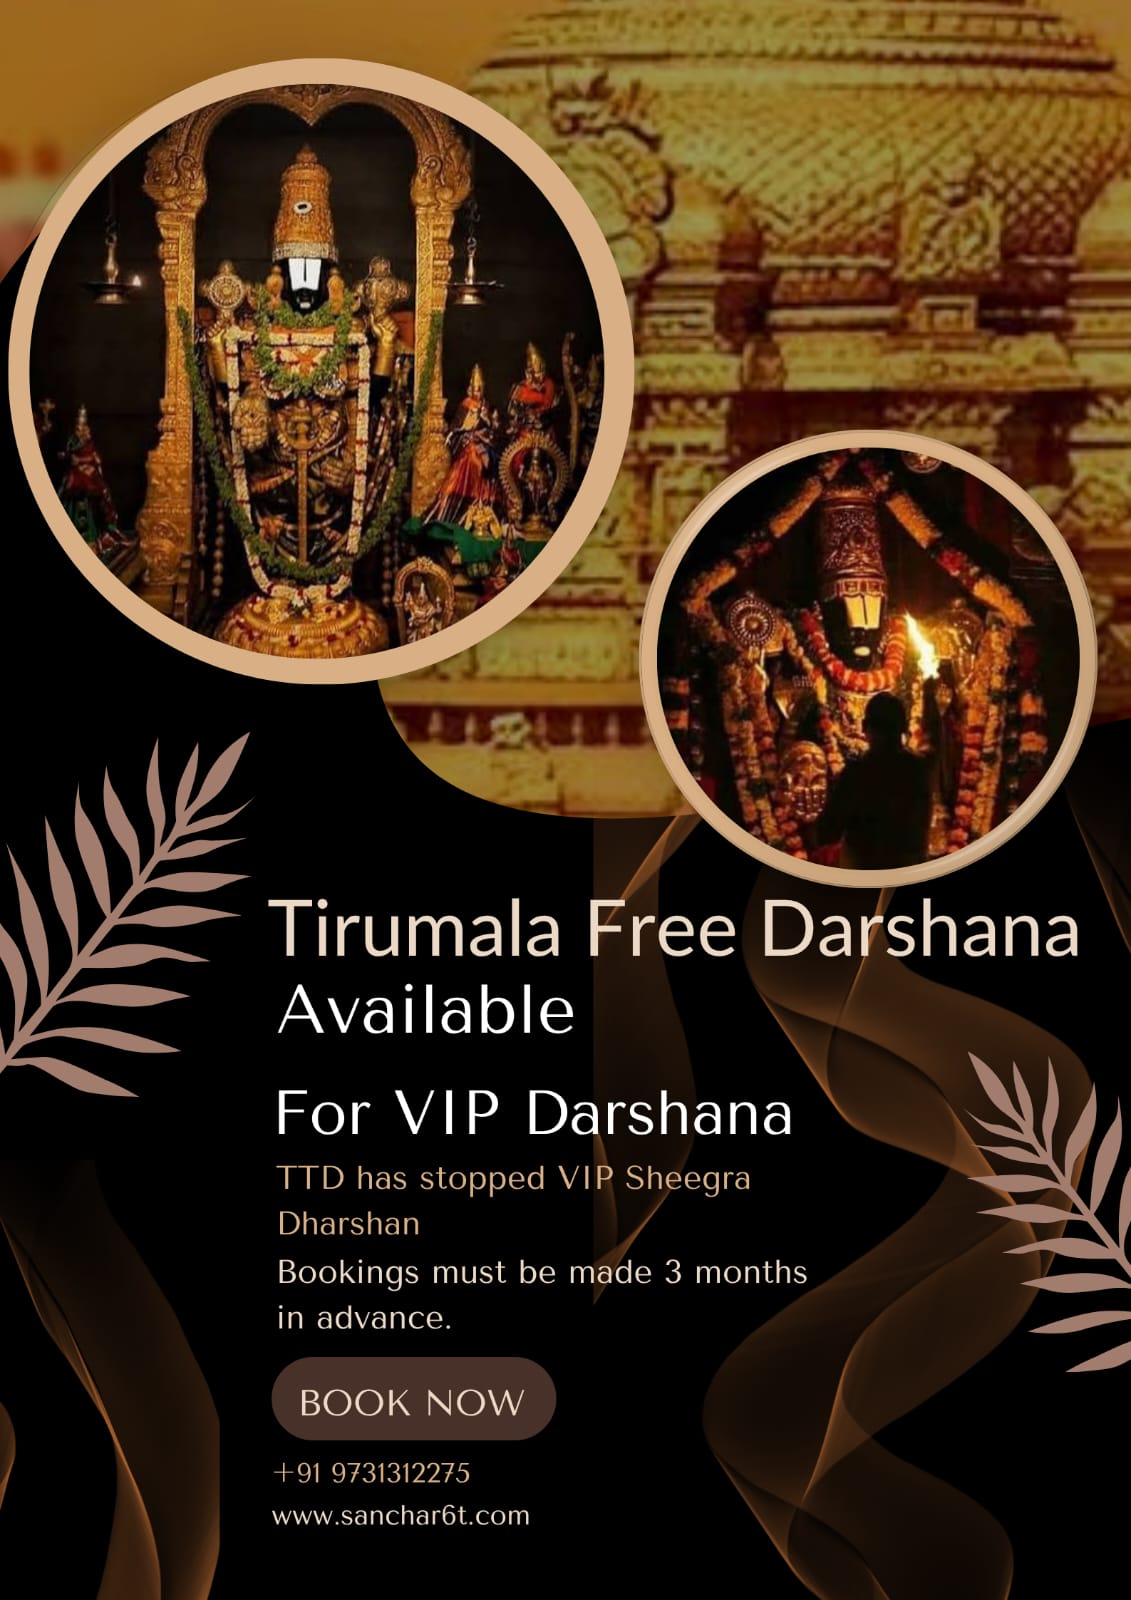 Tirumala Free Darshana
Available
For VIP Darshana
TTD has stopped VIP Sheegra
Dharshan
Bookings must be made 3 months
in advance.
BOOK NOW
+91 9731312275
www.sanchar6t.com